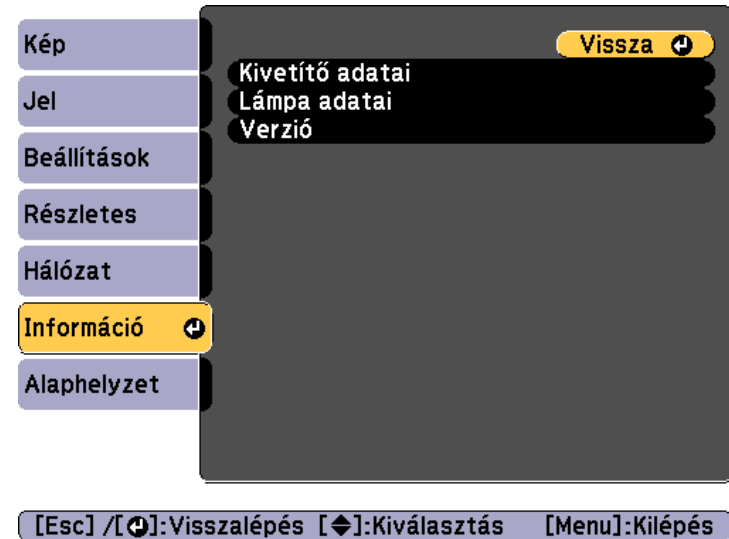 Kép
Jel
Beállítások
Részletes
Hálózat
Információ
Alaphelyzet
Vissza
Kivetítő adatai
Lámpa adatai
Verzió
[Esc] /[]:Visszalépés []:Kiválasztás [Menu]:Kilépés